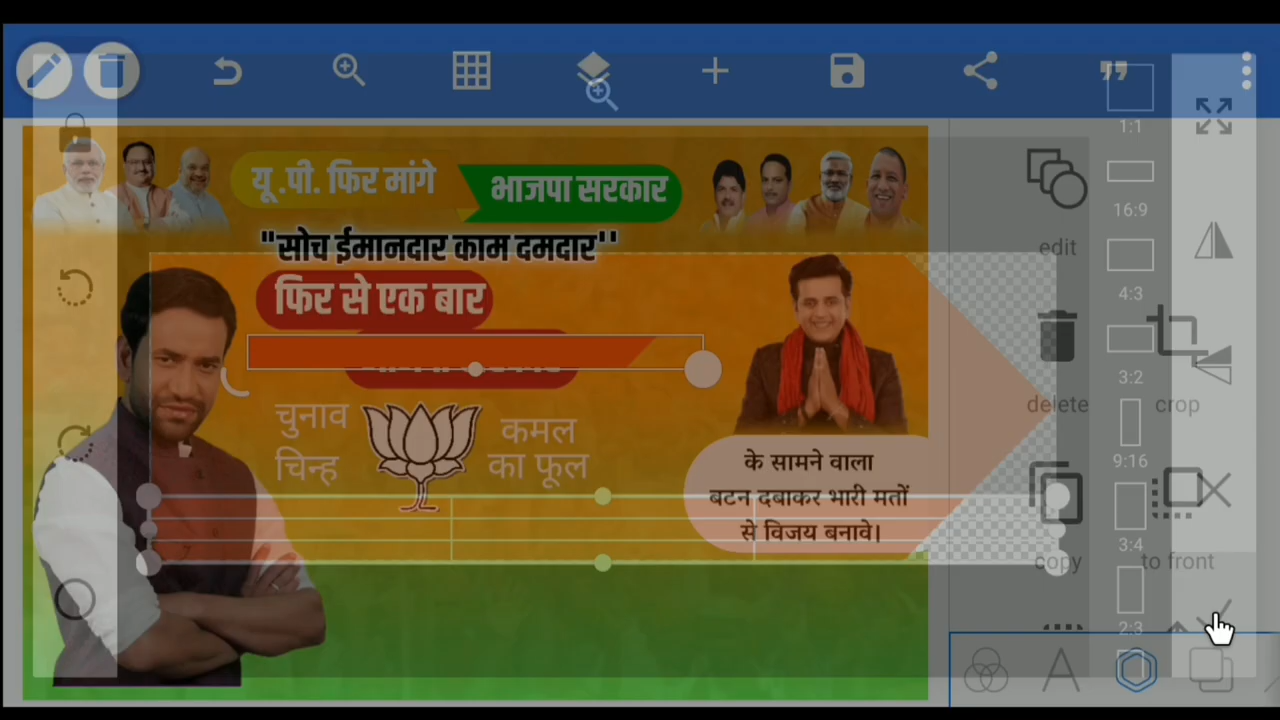 1:1
यू .पी. फिर मांगे
भाजपा सरकार
16:9
"सोच ईमानदार काम दमदार''
edit
फिर से एक बार
4:3
3:2
delete
crop
चुनाव
चिन्ह
कमल
का फूल
के सामने वाला
बटन दबाकर भारी मतों
से विजय बनावे।
9:16
3:4
copy
to front
2:3